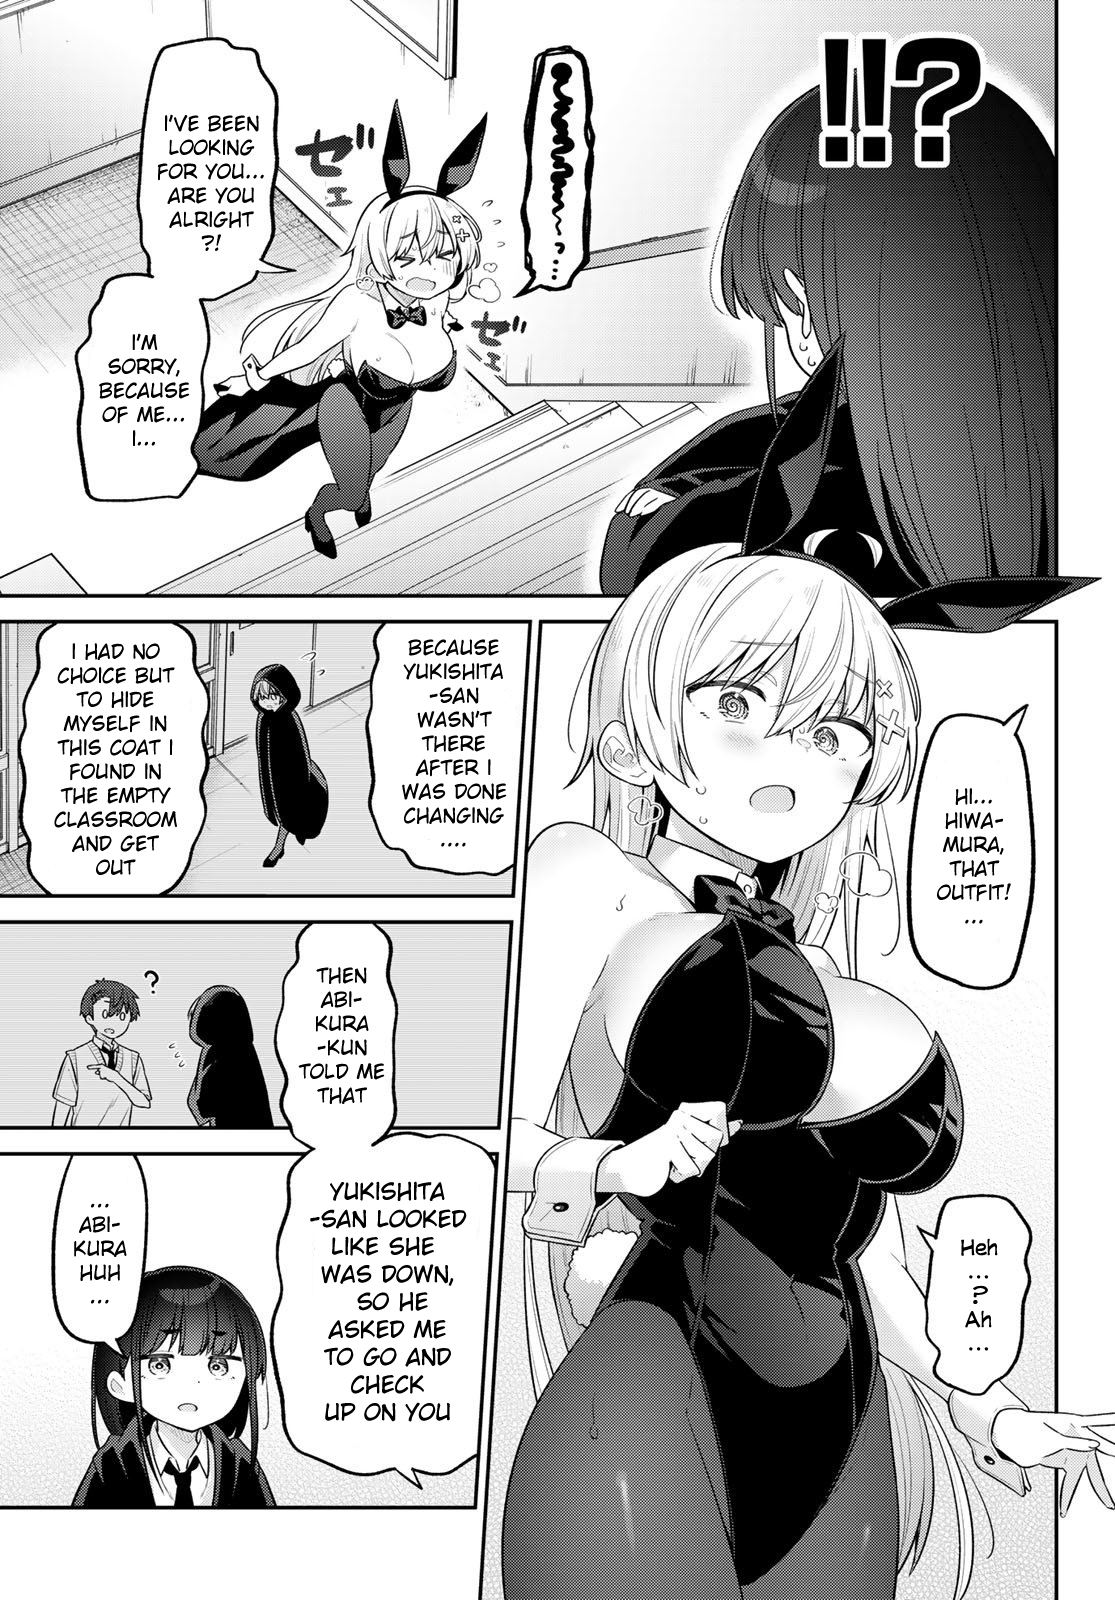 !!?
ゼェ
I'VE BEEN
LOOKING
FOR YOU...
ARE YOU
ALRIGHT
?!
ゼェ
I'M
SORRY,
BECAUSE
OF ME...
I...
HI...
HIWA-
MURA,
THAT
OUTFIT!
...
Heh
...
?
Ah
...
BECAUSE
YUKISHITA
-SAN
WASN'T
THERE
AFTER I
WAS DONE
CHANGING
....
I HAD NO
CHOICE BUT
TO HIDE
MYSELF IN
THIS COAT I
FOUND IN
THE EMPTY
CLASSROOM
AND GET
OUT
THEN
ABI-
KURA
-KUN
TOLD ME
THAT
?
YUKISHITA
-SAN LOOKED
LIKE SHE
WAS DOWN,
SO HE
ASKED ME
TO GO AND
CHECK
UP ON YOU
...
ABI-
KURA
HUH
...